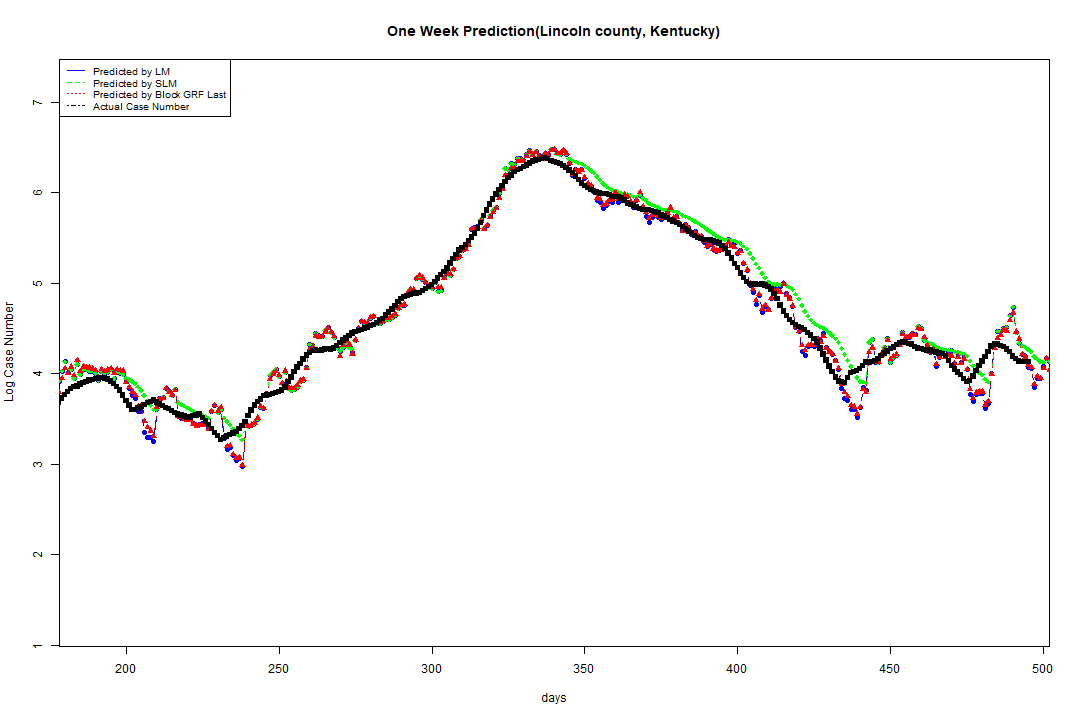 One Week Prediction(Lincoln county, Kentucky)
Predicted by LM
Predicted by SLM
Predicted by Block GRF Last
Actual Case Number
7
6
5
4
3
2
1
Log Case Number
200 250 300 350 400 450 500
days